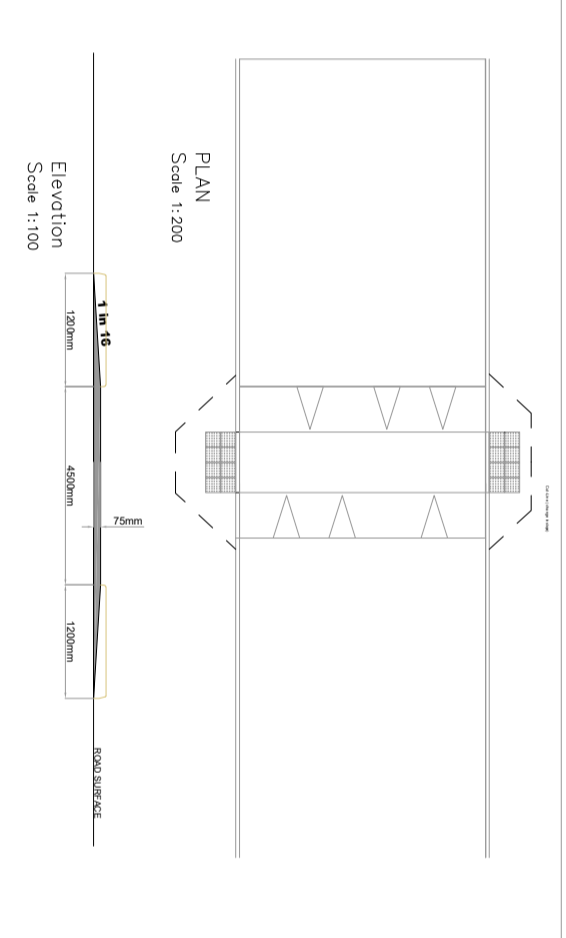 PLAN
Scale 1:200
Elevation
Scale 1:100
1 in 16
1200mm
4500mm
1200mm
75mm
ROAD SURFACE